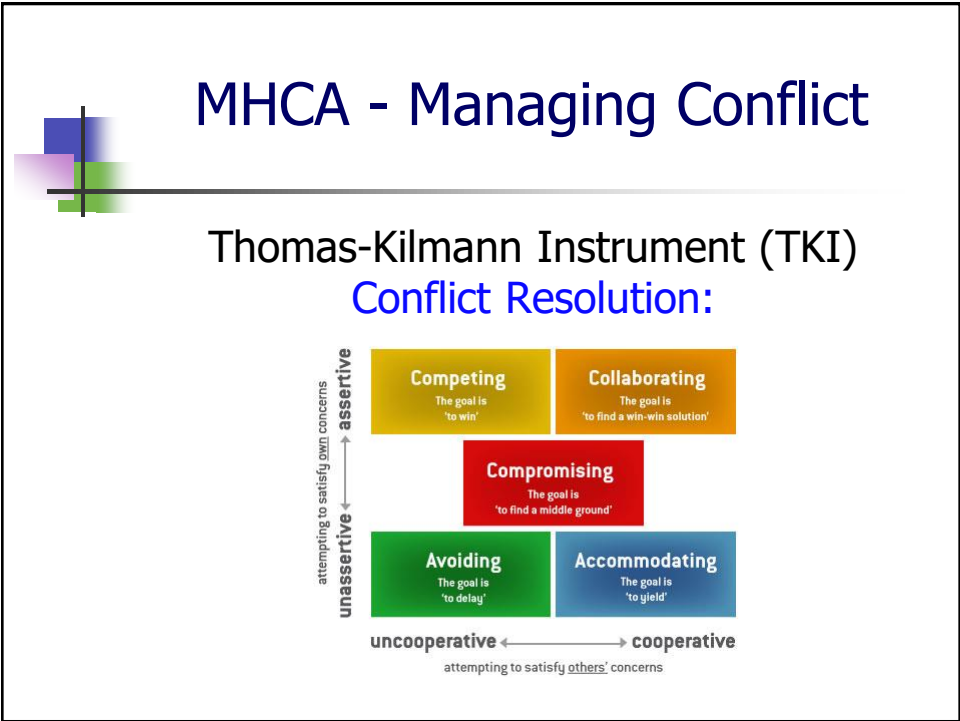 MHCA - Managing Conflict
Thomas-Kilmann Instrument (TKI)
Conflict Resolution:
attempting to satisfy own concerns
unassertive
assertive
Competing
The goal is
'to win'
Collaborating
The goal is
'to find a win-win solution'
Compromising
The goal is
'to find a middle ground'
Avoiding
The goal is
'to delay'
Accommodating
The goal is
'to yield'
uncooperative
cooperative
attempting to satisfy others' concerns